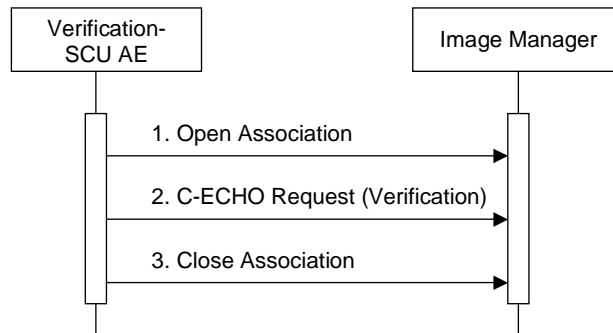 Verification-
SCU AE
Image Manager
1. Open Association
2. C-ECHO Request (Verification)
3. Close Association